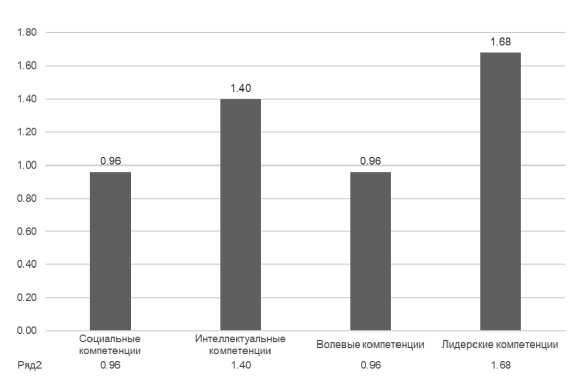 1.80
1.68
1.60
1.40
1.40
1.20
1.00
0.96
0.96
0.80
0.60
0.40
0.20
0.00
Социальные
компетенции
Интеллектуальные
компетенции
Волевые компетенции
Лидерские компетенции
Ряд2 0.96 1.40 0.96 1.68